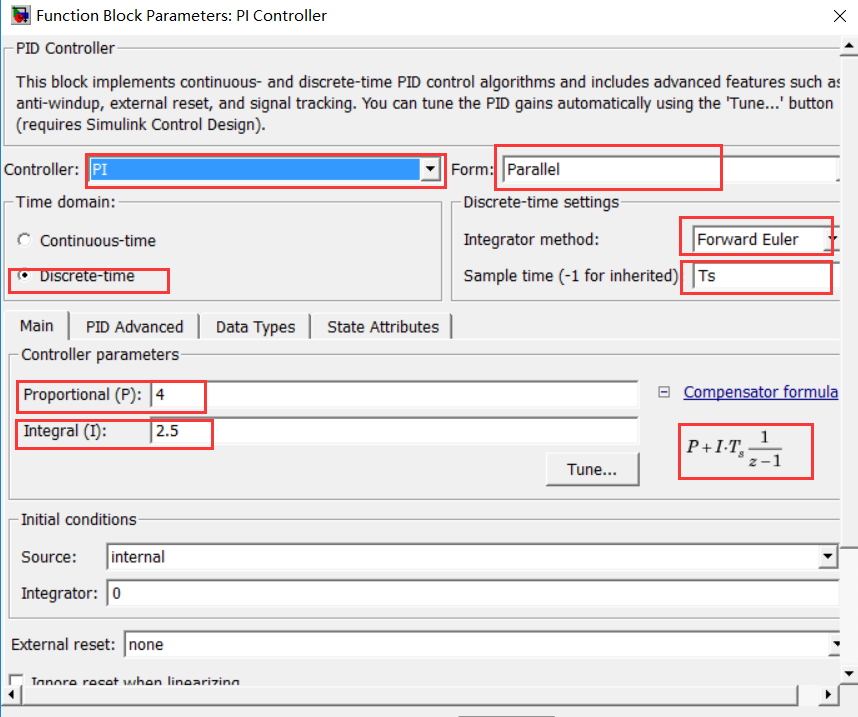 Function Block Parameters: PI Controller
PID Controller
This block implements continuous- and discrete-time PID control algorithms and includes advanced features such as
anti-windup, external reset, and signal tracking. You can tune the PID gains automatically using the 'Tune...' button
(requires Simulink Control Design).
Controller: PI Form: Parallel
Time domain:
Continuous-time
Discrete-time
Discrete-time settings
Integrator method: Forward Euler
Sample time (-1 for inherited): Ts
Main PID Advanced Data Types State Attributes
Controller parameters
Proportional (P): 4
Integral (I): 2.5
Tune...
Compensator formula
P + I·Ts 1/(z−1)
Initial conditions
Source: internal
Integrator: 0
External reset: none
Ignore reset when linearizing